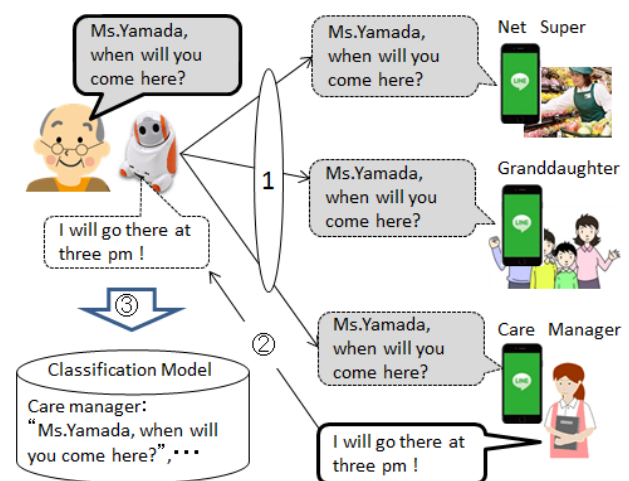 Ms.Yamada,
when will you
come here?
Ms.Yamada,
when will you
come here?
Net Super
LINE
1
Ms.Yamada,
when will you
come here?
Granddaughter
LINE
I will go there at
three pm !
③
②
Ms.Yamada,
when will you
come here?
Care Manager
LINE
Classification Model
Care manager:
“Ms.Yamada, when will
you come here?”,･･･
I will go there at
three pm !